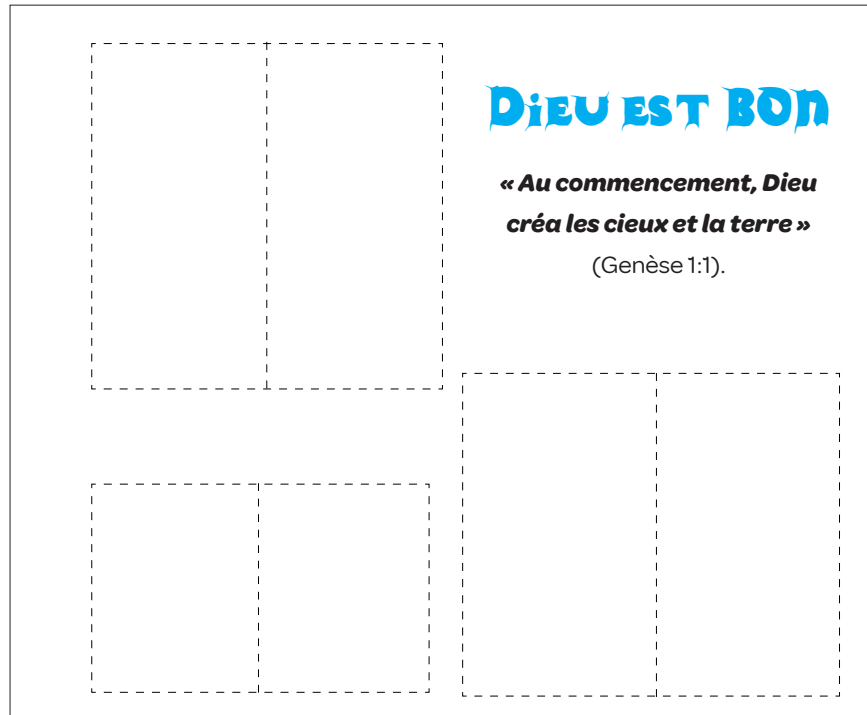 DiEU EST BON
« Au commencement, Dieu
créa les cieux et la terre »
(Genèse 1:1).